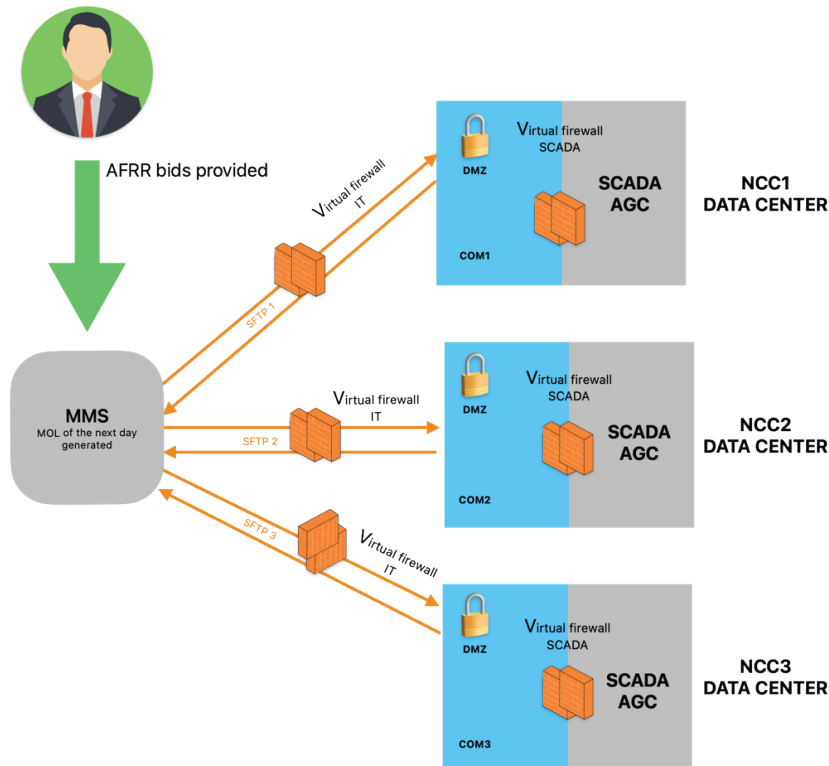 AFRR bids provided
MMS
MOL of the next day
generated
Virtual firewall
IT
SFTP 1
DMZ
Virtual firewall
SCADA
SCADA
AGC
COM1
NCC1
DATA CENTER
Virtual firewall
IT
SFTP 2
DMZ
Virtual firewall
SCADA
SCADA
AGC
COM2
NCC2
DATA CENTER
Virtual firewall
IT
SFTP 3
DMZ
Virtual firewall
SCADA
SCADA
AGC
COM3
NCC3
DATA CENTER